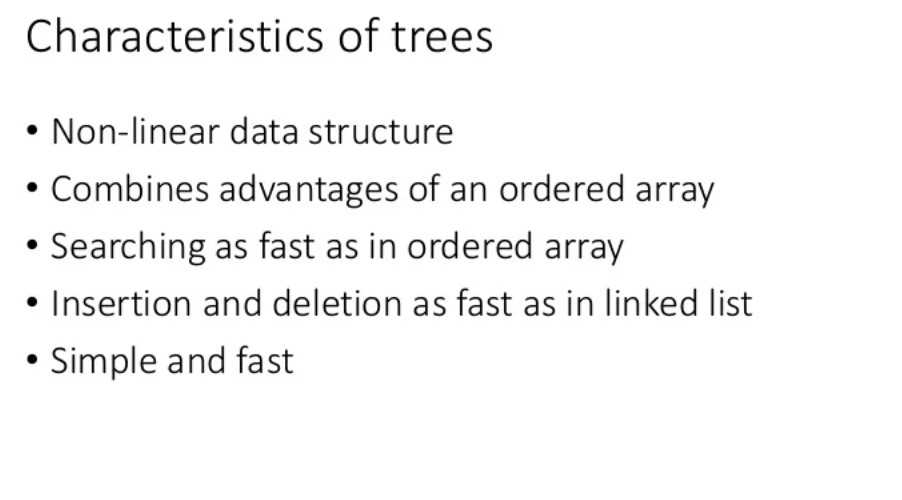 Characteristics of trees
• Non-linear data structure
• Combines advantages of an ordered array
• Searching as fast as in ordered array
• Insertion and deletion as fast as in linked list
• Simple and fast